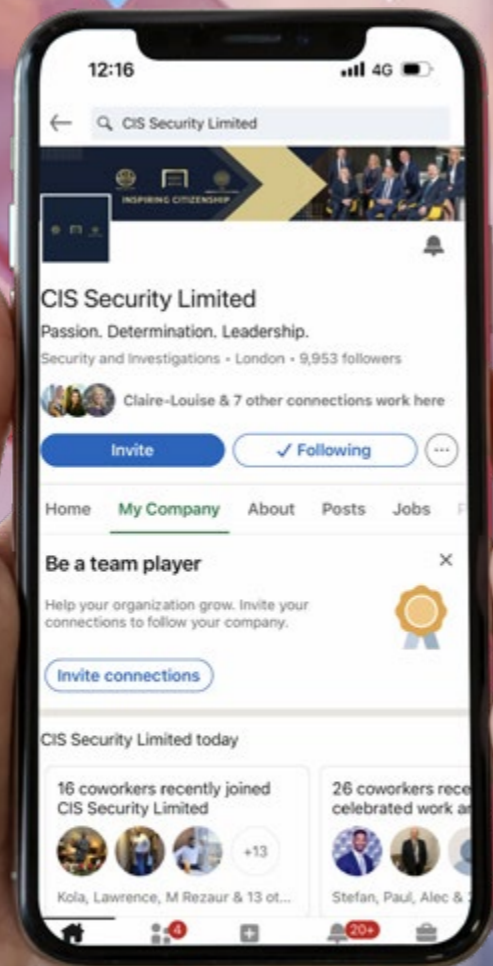 12:16
4G
CIS Security Limited
INSPIRING CITIZENSHIP
CIS Security Limited
Passion. Determination. Leadership.
Security and Investigations • London • 9,953 followers
Claire-Louise & 7 other connections work here
Invite
✓ Following
Home My Company About Posts Jobs P
Be a team player
Help your organization grow. Invite your
connections to follow your company.
Invite connections
CIS Security Limited today
16 coworkers recently joined
CIS Security Limited
+13
Kola, Lawrence, M Rezaur & 13 ot...
26 coworkers rece
celebrated work an
Stefan, Paul, Alec &
4
20+